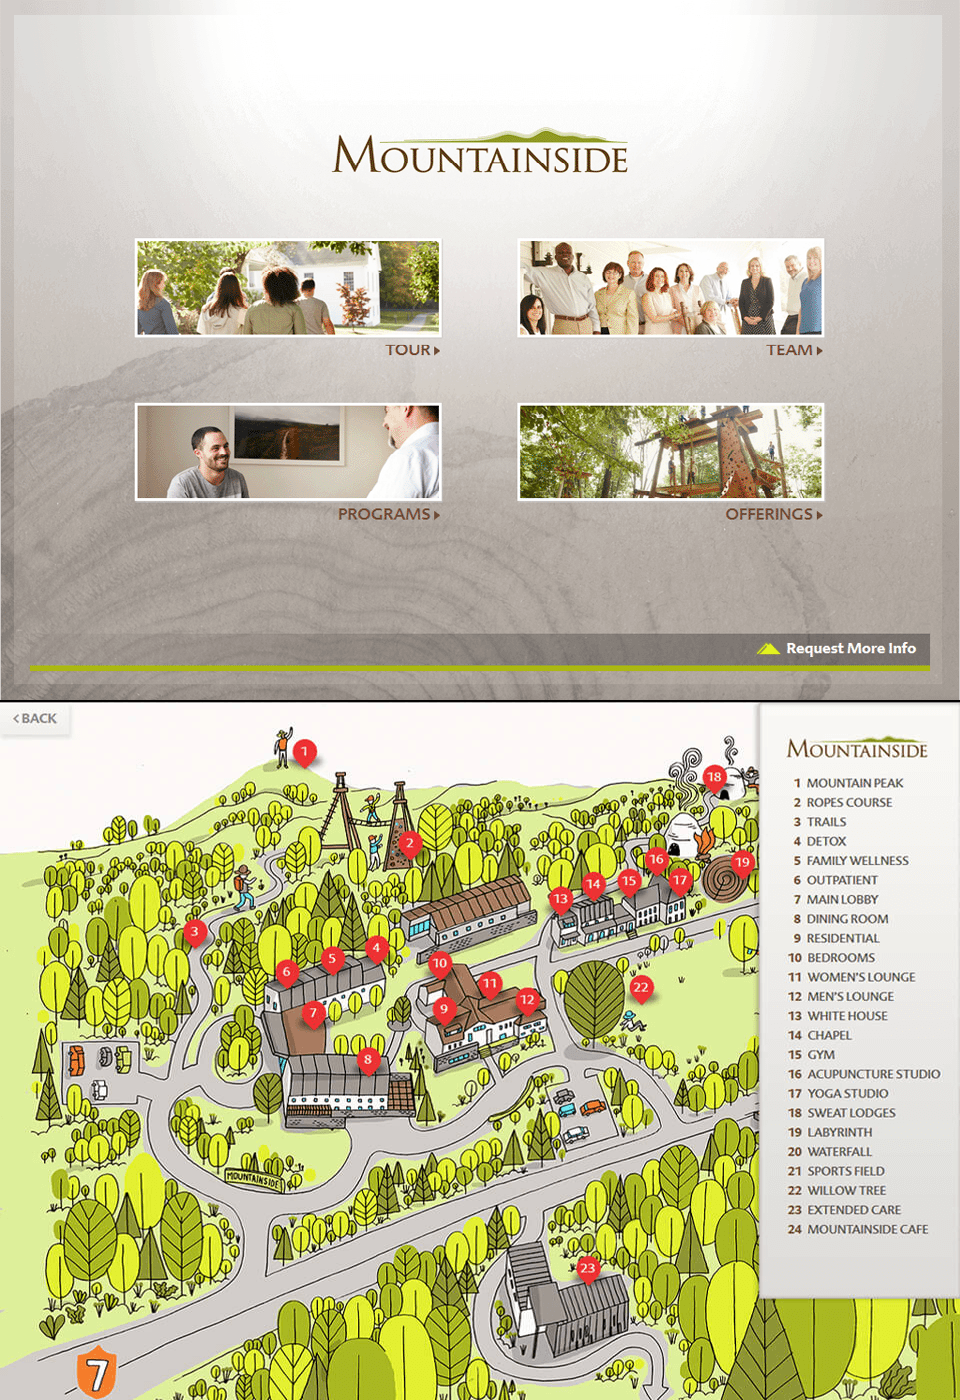 MOUNTAINSIDE
TOUR
TEAM
PROGRAMS
OFFERINGS
Request More Info
< BACK
MOUNTAINSIDE
1 MOUNTAIN PEAK
2 ROPES COURSE
3 TRAILS
4 DETOX
5 FAMILY WELLNESS
6 OUTPATIENT
7 MAIN LOBBY
8 DINING ROOM
9 RESIDENTIAL
10 BEDROOMS
11 WOMEN'S LOUNGE
12 MEN'S LOUNGE
13 WHITE HOUSE
14 CHAPEL
15 GYM
16 ACUPUNCTURE STUDIO
17 YOGA STUDIO
18 SWEAT LODGES
19 LABYRINTH
20 WATERFALL
21 SPORTS FIELD
22 WILLOW TREE
23 EXTENDED CARE
24 MOUNTAINSIDE CAFE
1
18
2
16
19
15
17
14
13
3
4
5
10
6
11
22
12
9
7
8
MOUNTAINSIDE
23
7